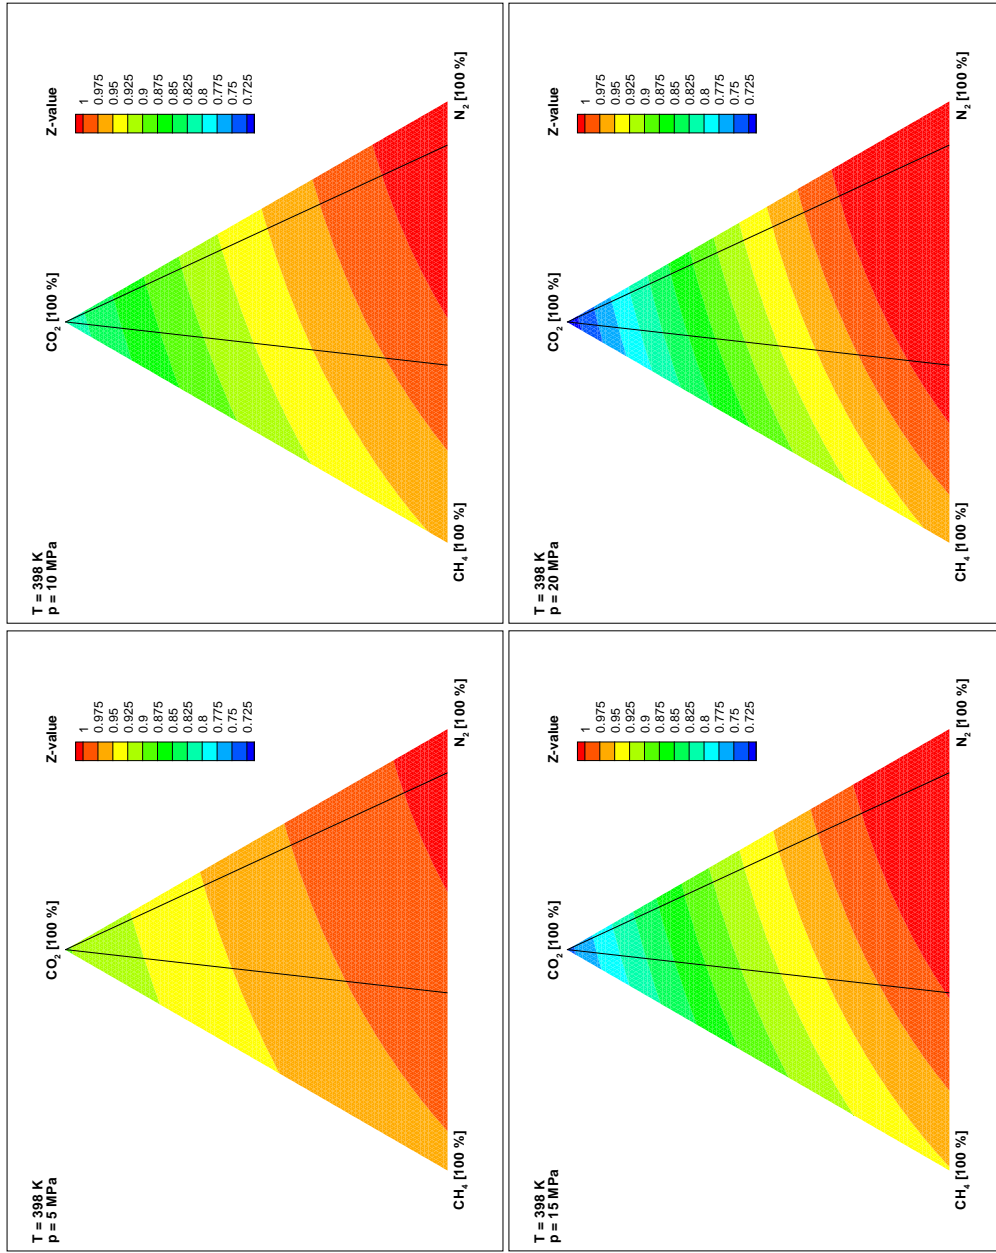 T = 398 K
p = 10 MPa
CO₂ [100 %]
Z-value
1
0.975
0.95
0.925
0.9
0.875
0.85
0.825
0.8
0.775
0.75
0.725
CH₄ [100 %]
N₂ [100 %]
T = 398 K
p = 20 MPa
CO₂ [100 %]
Z-value
1
0.975
0.95
0.925
0.9
0.875
0.85
0.825
0.8
0.775
0.75
0.725
CH₄ [100 %]
N₂ [100 %]
T = 398 K
p = 5 MPa
CO₂ [100 %]
Z-value
1
0.975
0.95
0.925
0.9
0.875
0.85
0.825
0.8
0.775
0.75
0.725
CH₄ [100 %]
N₂ [100 %]
T = 398 K
p = 15 MPa
CO₂ [100 %]
Z-value
1
0.975
0.95
0.925
0.9
0.875
0.85
0.825
0.8
0.775
0.75
0.725
CH₄ [100 %]
N₂ [100 %]